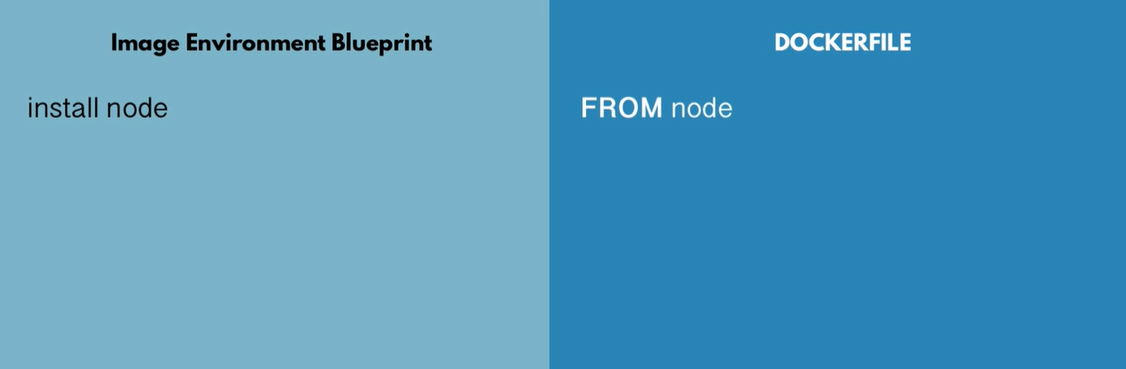 Image Environment Blueprint
install node
DOCKERFILE
FROM node